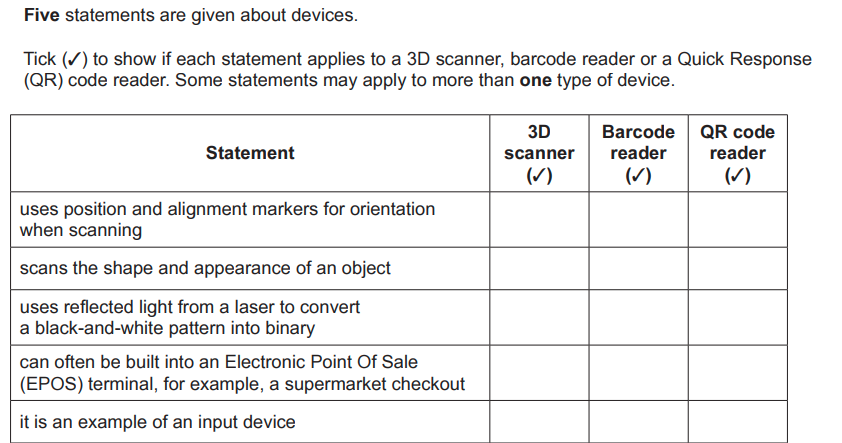 Five statements are given about devices.
Tick (✓) to show if each statement applies to a 3D scanner, barcode reader or a Quick Response
(QR) code reader. Some statements may apply to more than one type of device.
Statement
3D
scanner
(✓)
Barcode
reader
(✓)
QR code
reader
(✓)
uses position and alignment markers for orientation
when scanning
scans the shape and appearance of an object
uses reflected light from a laser to convert
a black-and-white pattern into binary
can often be built into an Electronic Point Of Sale
(EPOS) terminal, for example, a supermarket checkout
it is an example of an input device